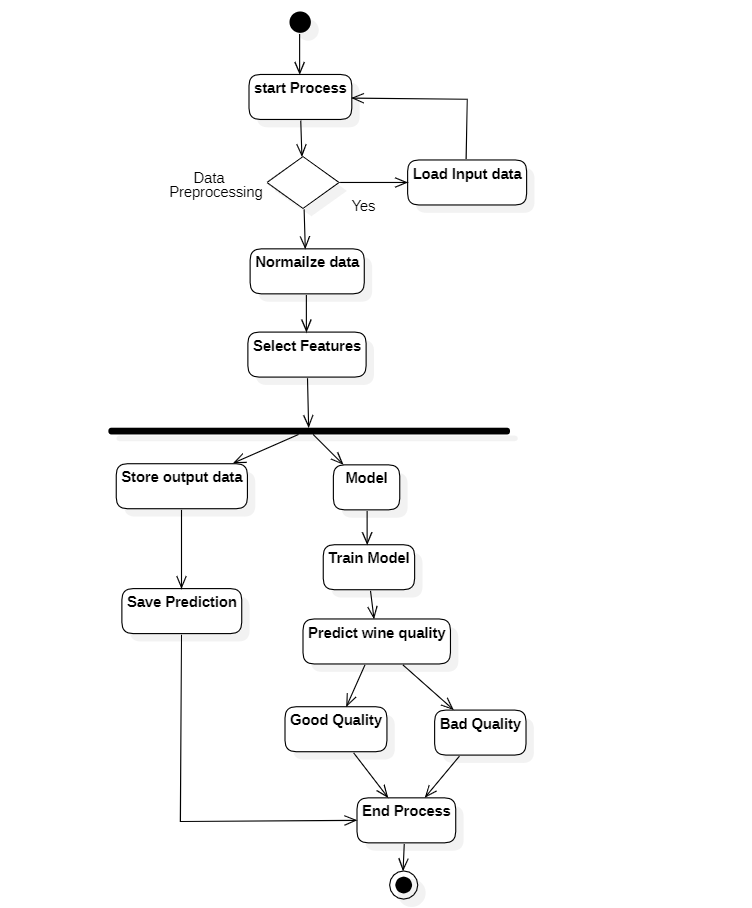 start Process
Load Input data
Data
Preprocessing
Yes
Normailze data
Select Features
Store output data
Model
Train Model
Save Prediction
Predict wine quality
Good Quality
Bad Quality
End Process